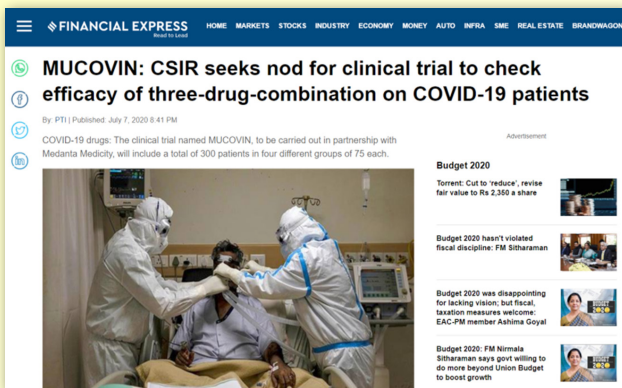 FINANCIAL EXPRESS
Read to Lead
HOME MARKETS STOCKS INDUSTRY ECONOMY MONEY AUTO INFRA SME REAL ESTATE BRANDWAGON
MUCOVIN: CSIR seeks nod for clinical trial to check
efficacy of three-drug-combination on COVID-19 patients
By: PTI | Published: July 7, 2020 8:41 PM
COVID-19 drugs: The clinical trial named MUCOVIN, to be carried out in partnership with
Medanta Medicity, will include a total of 300 patients in four different groups of 75 each.
Advertisement
Budget 2020
Torrent: Cut to ‘reduce’, revise
fair value to Rs 2,350 a share
Budget 2020 hasn't violated
fiscal discipline: FM Sitharaman
Budget 2020 was disappointing
for lacking vision; but fiscal,
taxation measures welcome:
EAC-PM member Ashima Goyal
Budget 2020: FM Nirmala
Sitharaman says govt willing to
do more beyond Union Budget
to boost growth